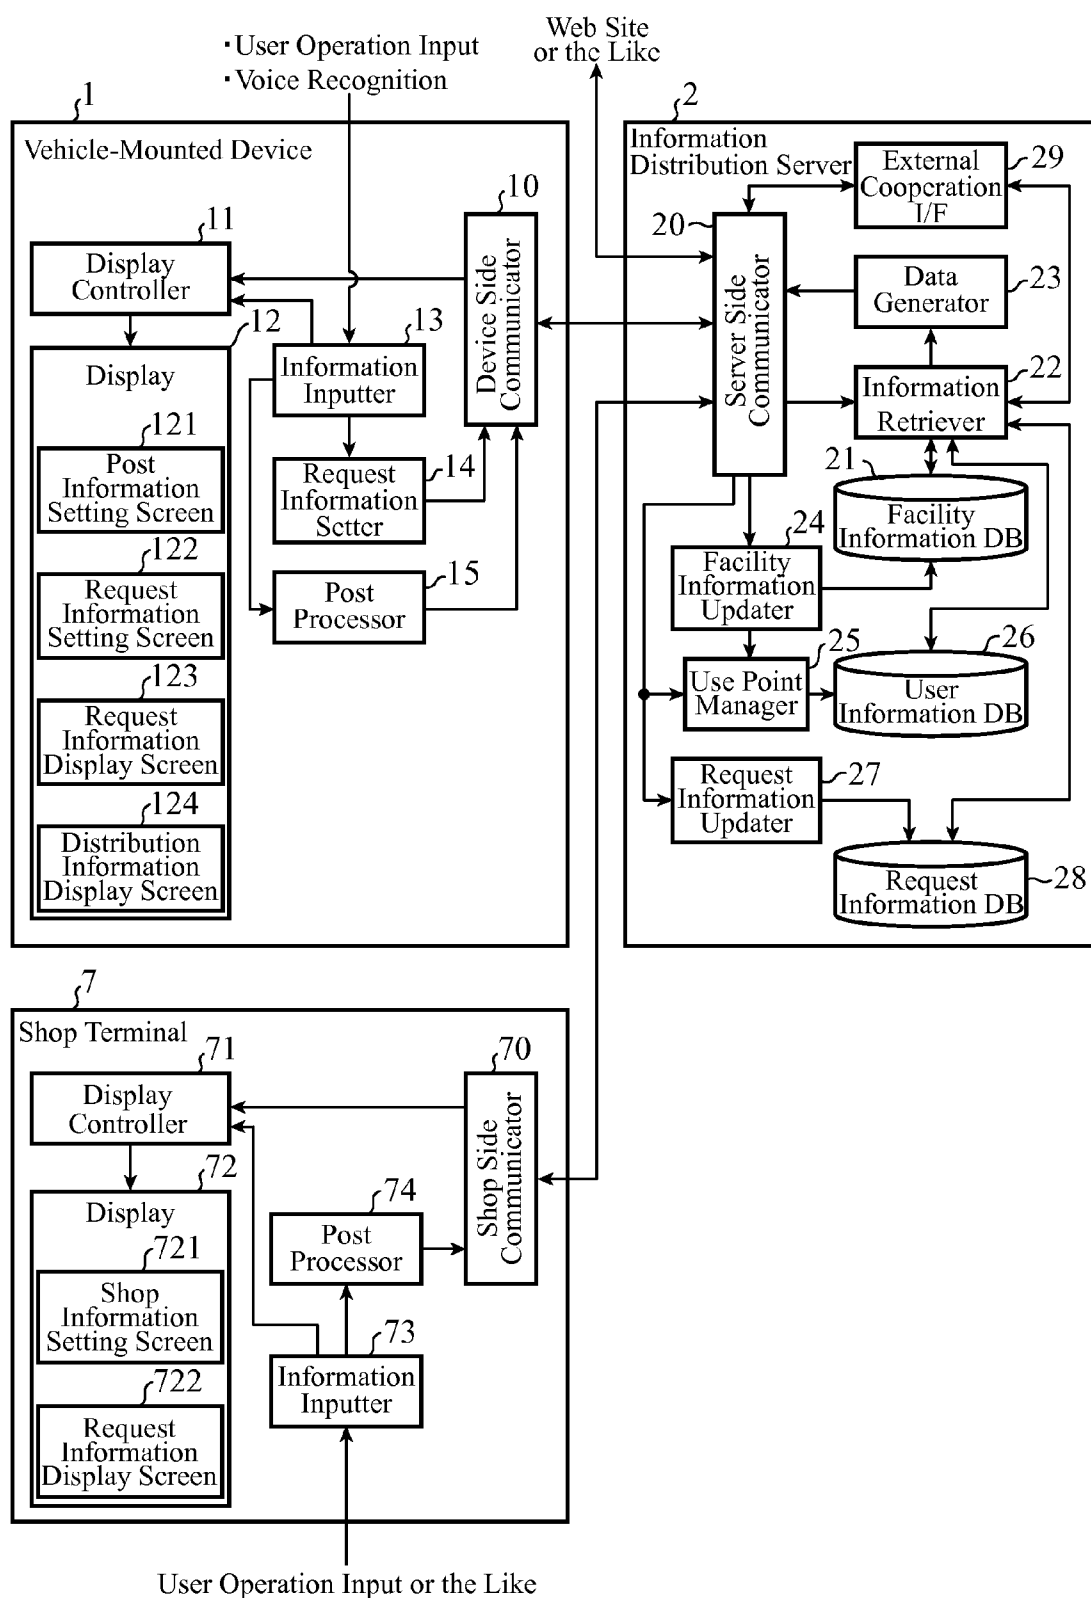 Web Site
or the Like
・User Operation Input
・Voice Recognition
1
Vehicle-Mounted Device
10
Device Side
Communicator
11
Display
Controller
12
Display
13
Information
Inputter
121
Post
Information
Setting Screen
14
Request
Information
Setter
122
Request
Information
Setting Screen
15
Post
Processor
123
Request
Information
Display Screen
124
Distribution
Information
Display Screen
2
Information
Distribution Server
29
External
Cooperation
I/F
20
Server Side
Communicator
23
Data
Generator
22
Information
Retriever
21
Facility
Information DB
24
Facility
Information
Updater
25
Use Point
Manager
26
User
Information DB
27
Request
Information
Updater
28
Request
Information DB
7
Shop Terminal
71
Display
Controller
70
Shop Side
Communicator
72
Display
74
Post
Processor
721
Shop
Information
Setting Screen
73
Information
Inputter
722
Request
Information
Display Screen
User Operation Input or the Like